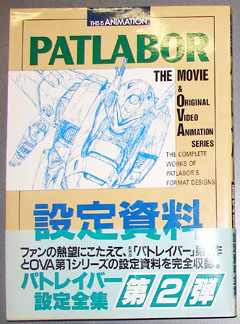 THIS IS ANIMATION
PATLABOR
THE MOVIE
& ORIGINAL
VIDEO
ANIMATION
SERIES
THE COMPLETE
WORKS OF
PATLABOR'S
FORMAT DESIGNS
設定資料
ファンの熱望にこたえて、「パトレイバー」
とOVA第1シリーズの設定資料を完全収録。
パトレイバー
設定全集
第2弾